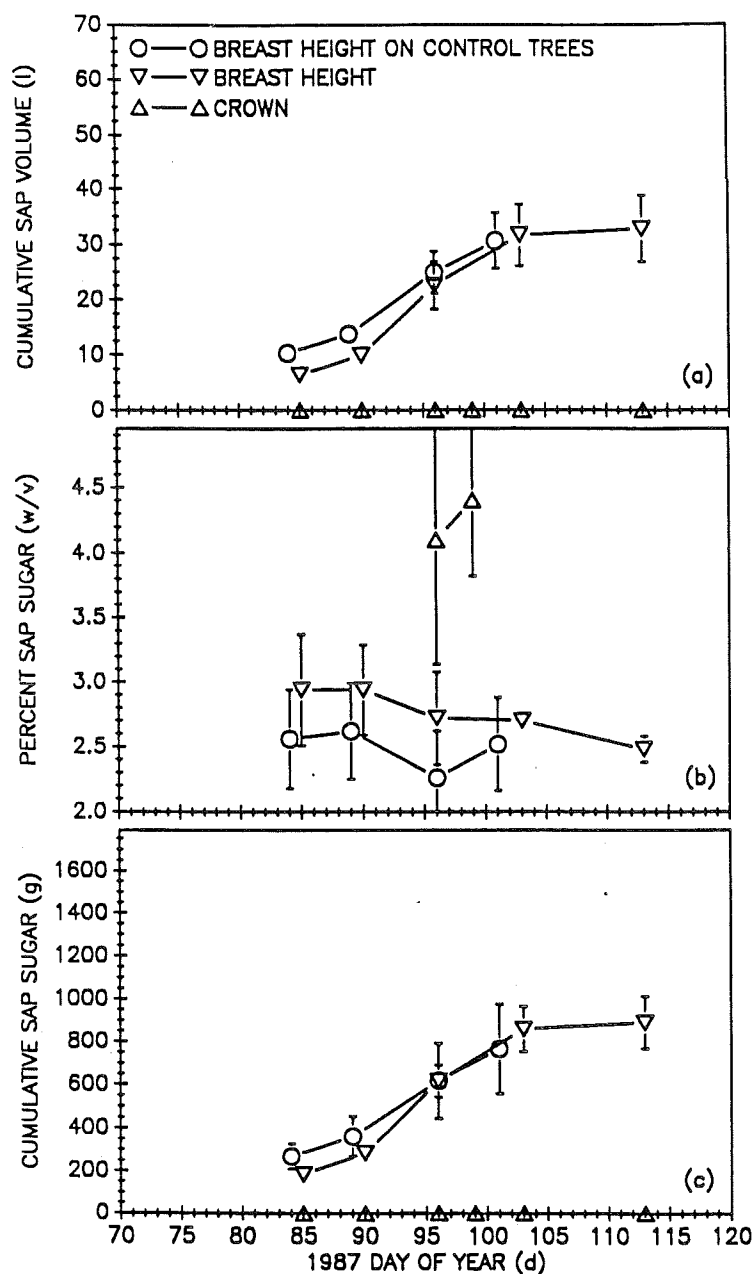 70
60
50
40
30
20
10
0
CUMULATIVE SAP VOLUME (l)
BREAST HEIGHT ON CONTROL TREES
BREAST HEIGHT
CROWN
(a)
4.5
4.0
3.5
3.0
2.5
2.0
PERCENT SAP SUGAR (w/v)
(b)
1600
1400
1200
1000
800
600
400
200
0
CUMULATIVE SAP SUGAR (g)
(c)
70 75 80 85 90 95 100 105 110 115 120
1987 DAY OF YEAR (d)